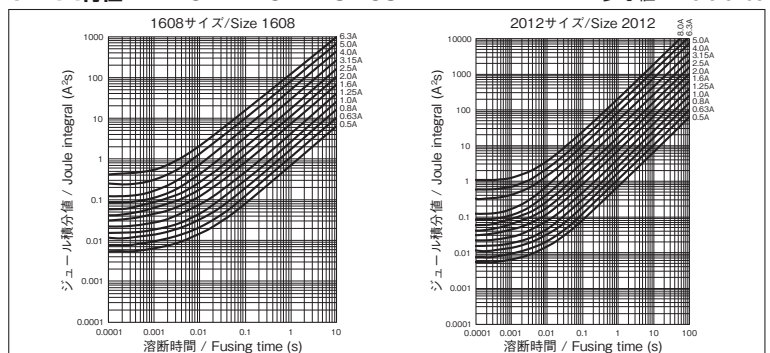 1608サイズ/Size 1608
ジュール積分値 / Joule integral (A²s)
1000
100
10
1
0.1
0.01
0.001
0.0001
0.0001
0.001
0.01
0.1
1
10
溶断時間 / Fusing time (s)
6.3A
5.0A
4.0A
3.15A
2.5A
2.0A
1.6A
1.25A
1.0A
0.8A
0.63A
0.5A
2012サイズ/Size 2012
ジュール積分値 / Joule integral (A²s)
10000
1000
100
10
1
0.1
0.01
0.001
0.0001
0.0001
0.001
0.01
0.1
1
10
100
溶断時間 / Fusing time (s)
8.0A
6.3A
5.0A
4.0A
3.15A
2.5A
2.0A
1.6A
1.25A
1.0A
0.8A
0.63A
0.5A